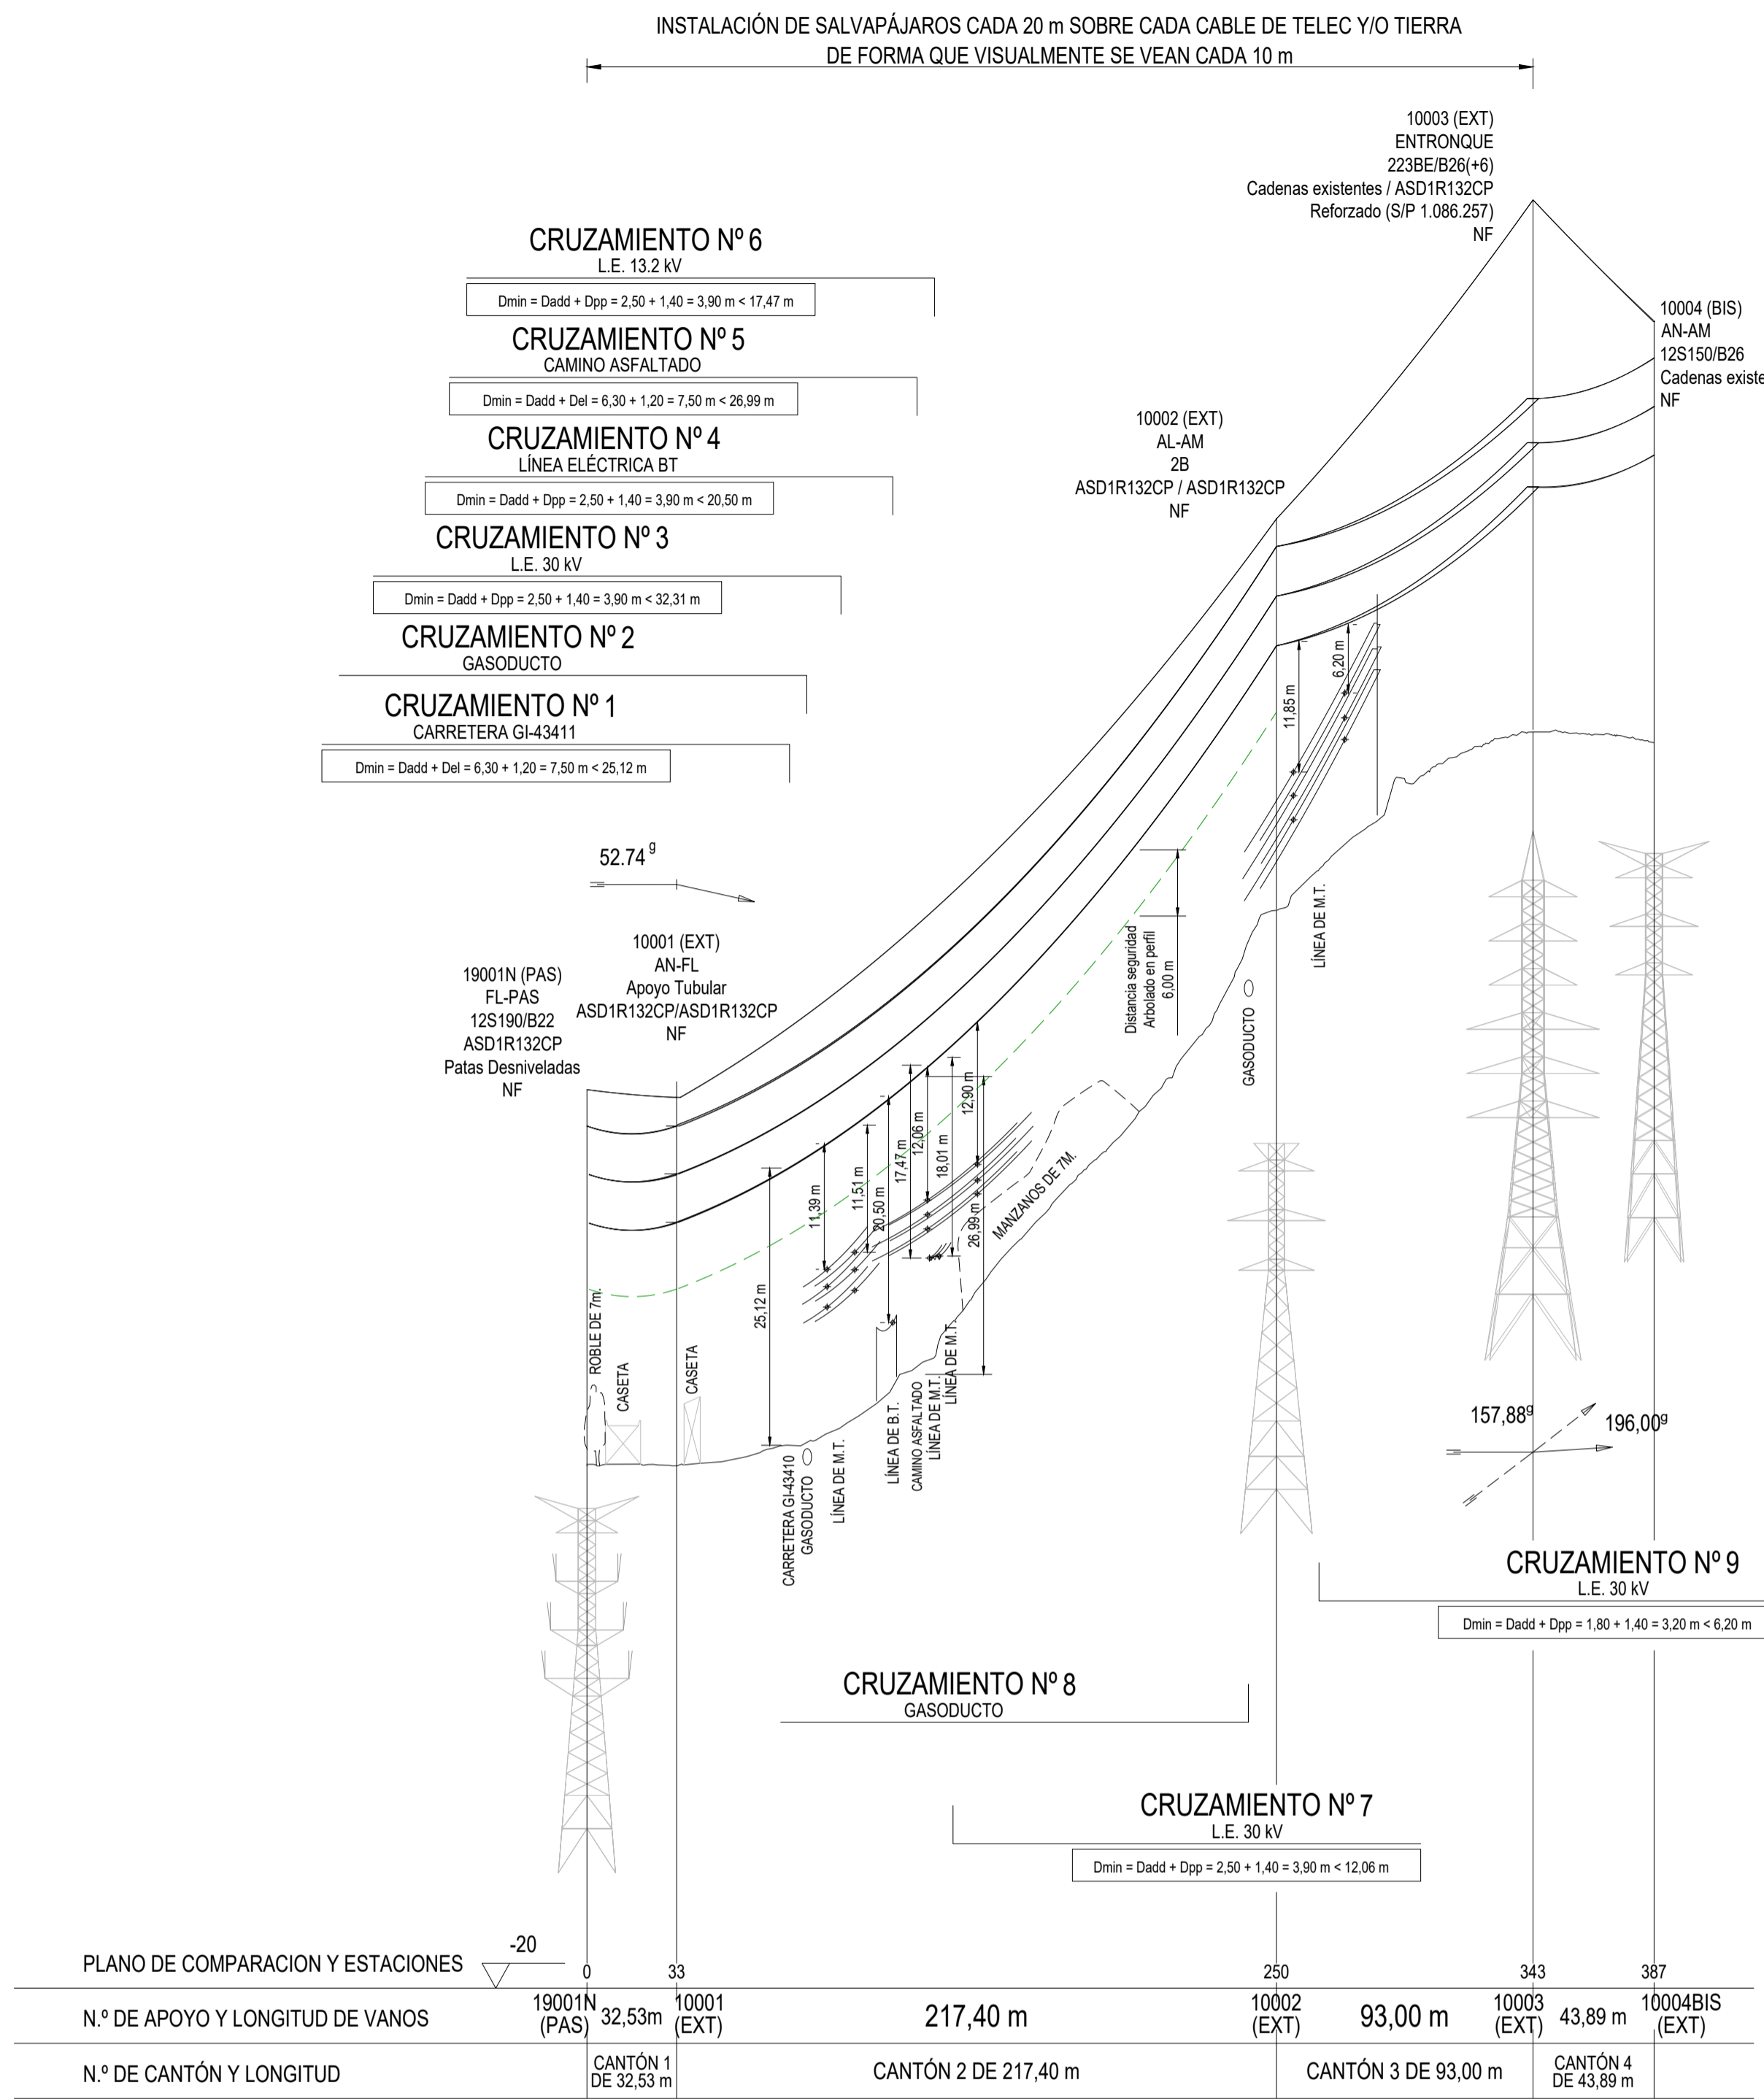 INSTALACIÓN DE SALVAPÁJAROS CADA 20 m SOBRE CADA CABLE DE TELEC Y/O TIERRA
DE FORMA QUE VISUALMENTE SE VEAN CADA 10 m
10003 (EXT)
ENTRONQUE
223BE/B26(+6)
Cadenas existentes / ASD1R132CP
Reforzado (S/P 1.086.257)
NF
CRUZAMIENTO Nº 6
L.E. 13.2 kV
Dmin = Dadd + Dpp = 2,50 + 1,40 = 3,90 m < 17,47 m
CRUZAMIENTO Nº 5
CAMINO ASFALTADO
Dmin = Dadd + Del = 6,30 + 1,20 = 7,50 m < 26,99 m
CRUZAMIENTO Nº 4
LÍNEA ELÉCTRICA BT
Dmin = Dadd + Dpp = 2,50 + 1,40 = 3,90 m < 20,50 m
CRUZAMIENTO Nº 3
L.E. 30 kV
Dmin = Dadd + Dpp = 2,50 + 1,40 = 3,90 m < 32,31 m
CRUZAMIENTO Nº 2
GASODUCTO
CRUZAMIENTO Nº 1
CARRETERA GI-43411
Dmin = Dadd + Del = 6,30 + 1,20 = 7,50 m < 25,12 m
10004 (BIS)
AN-AM
12S150/B26
Cadenas existe
NF
10002 (EXT)
AL-AM
2B
ASD1R132CP / ASD1R132CP
NF
6,20 m
11,85 m
52.74 g
10001 (EXT)
AN-FL
Apoyo Tubular
ASD1R132CP/ASD1R132CP
NF
19001N (PAS)
FL-PAS
12S190/B22
ASD1R132CP
Patas Desniveladas
NF
Distancia seguridad
Arbolado en perfil
6,00 m
LÍNEA DE M.T.
GASODUCTO
25,12 m
11,39 m
11,51 m
20,50 m
17,47 m
12,06 m
18,01 m
12,90 m
26,99 m
MANZANOS DE 7M.
ROBLE DE 7m.
CASETA
CASETA
CARRETERA GI-43410
GASODUCTO
LÍNEA DE M.T.
LÍNEA DE B.T.
CAMINO ASFALTADO
LÍNEA DE M.T.
LÍNEA DE M.T.
157,88g
196,00g
CRUZAMIENTO Nº 9
L.E. 30 kV
Dmin = Dadd + Dpp = 1,80 + 1,40 = 3,20 m < 6,20 m
CRUZAMIENTO Nº 8
GASODUCTO
CRUZAMIENTO Nº 7
L.E. 30 kV
Dmin = Dadd + Dpp = 2,50 + 1,40 = 3,90 m < 12,06 m
PLANO DE COMPARACION Y ESTACIONES -20 0 33 250 343 387
N.º DE APOYO Y LONGITUD DE VANOS
19001N
(PAS)
32,53m
10001
(EXT)
217,40 m
10002
(EXT)
93,00 m
10003
(EXT)
43,89 m
10004BIS
(EXT)
N.º DE CANTÓN Y LONGITUD
CANTÓN 1
DE 32,53 m
CANTÓN 2 DE 217,40 m
CANTÓN 3 DE 93,00 m
CANTÓN 4
DE 43,89 m